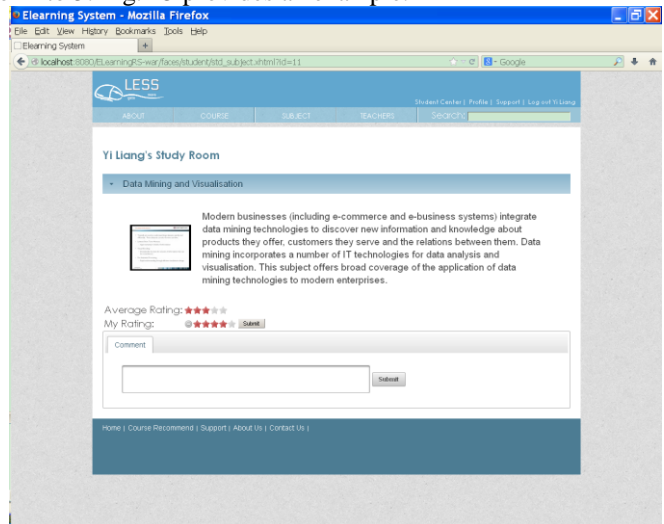 Elearning System - Mozilla Firefox
File Edit View History Bookmarks Tools Help
Elearning System +
localhost:8080/ELearningRS-war/faces/student/std_subject.xhtml?id=11
Google
LESS
Student Center | Profile | Support | Log out Yi Liang
ABOUT COURSE SUBJECT TEACHERS Search:
Yi Liang's Study Room
Data Mining and Visualisation
Modern businesses (including e-commerce and e-business systems) integrate
data mining technologies to discover new information and knowledge about
products they offer, customers they serve and the relations between them. Data
mining incorporates a number of IT technologies for data analysis and
visualisation. This subject offers broad coverage of the application of data
mining technologies to modern enterprises.
Average Rating:
My Rating: Submit
Comment
Submit
Home | Course Recommend | Support | About Us | Contact Us |